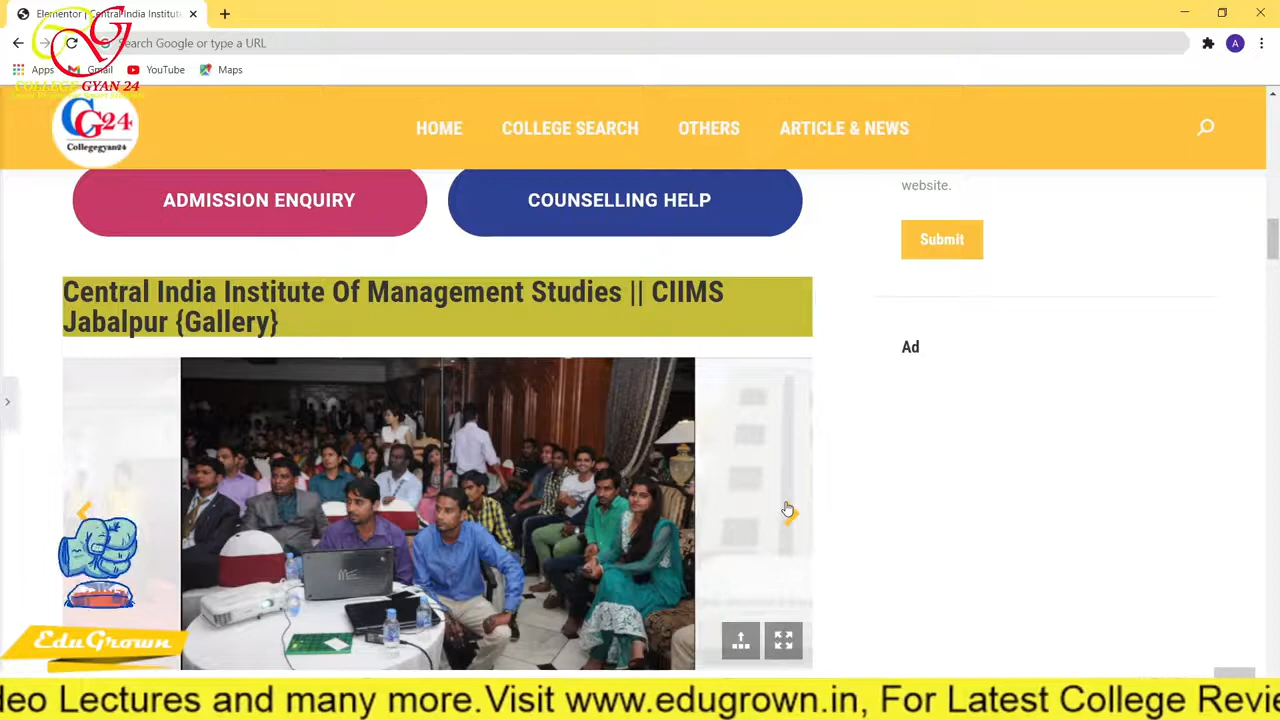 Elementor | Central India Institut
Search Google or type a URL
A
Apps
Gmail
YouTube
Maps
COLLEGE GYAN 24
CG24
Collegegyan24
HOME
COLLEGE SEARCH
OTHERS
ARTICLE & NEWS
ADMISSION ENQUIRY
COUNSELLING HELP
website.
Submit
Central India Institute Of Management Studies || CIIMS
Jabalpur {Gallery}
Ad
EduGrown
deo Lectures and many more.Visit www.edugrown.in, For Latest College Revie